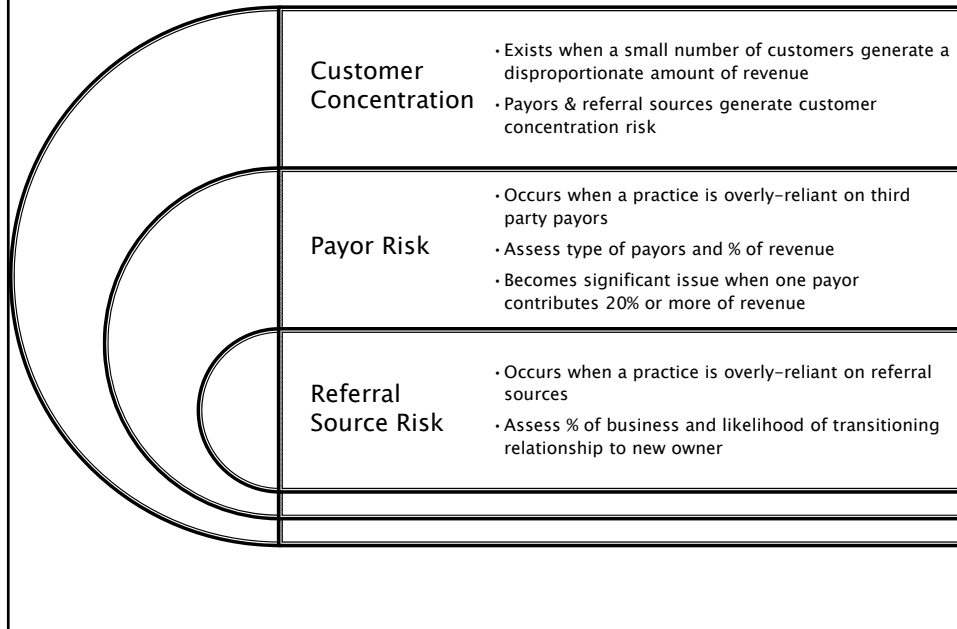 Customer
Concentration
• Exists when a small number of customers generate a
disproportionate amount of revenue
• Payors & referral sources generate customer
concentration risk
Payor Risk
• Occurs when a practice is overly-reliant on third
party payors
• Assess type of payors and % of revenue
• Becomes significant issue when one payor
contributes 20% or more of revenue
Referral
Source Risk
• Occurs when a practice is overly-reliant on referral
sources
• Assess % of business and likelihood of transitioning
relationship to new owner